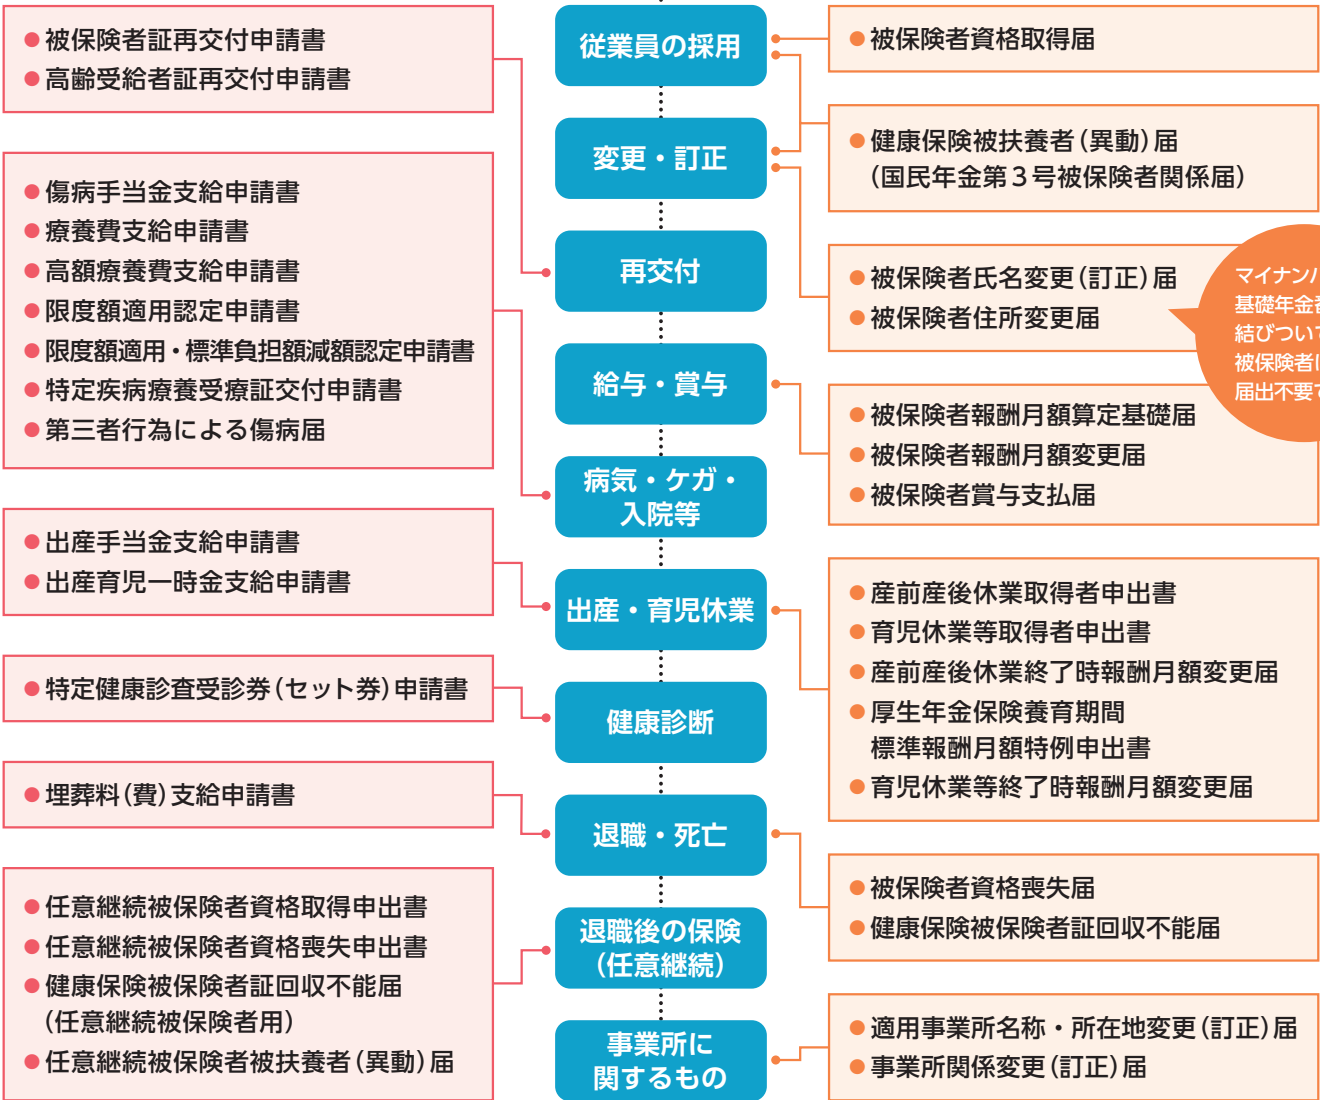 ● 被保険者証再交付申請書
● 高齢受給者証再交付申請書
● 傷病手当金支給申請書
● 療養費支給申請書
● 高額療養費支給申請書
● 限度額適用認定申請書
● 限度額適用・標準負担額減額認定申請書
● 特定疾病療養受療証交付申請書
● 第三者行為による傷病届
● 出産手当金支給申請書
● 出産育児一時金支給申請書
● 特定健康診査受診券（セット券）申請書
● 埋葬料（費）支給申請書
● 任意継続被保険者資格取得申出書
● 任意継続被保険者資格喪失申出書
● 健康保険被保険者証回収不能届
（任意継続被保険者用）
● 任意継続被保険者被扶養者（異動）届
従業員の採用
変更・訂正
再交付
給与・賞与
病気・ケガ・
入院等
出産・育児休業
健康診断
退職・死亡
退職後の保険
（任意継続）
事業所に
関するもの
● 被保険者資格取得届
● 健康保険被扶養者（異動）届
（国民年金第３号被保険者関係届）
● 被保険者氏名変更（訂正）届
● 被保険者住所変更届
マイナン
基礎年金
結びついて
被保険者
届出不要
● 被保険者報酬月額算定基礎届
● 被保険者報酬月額変更届
● 被保険者賞与支払届
● 産前産後休業取得者申出書
● 育児休業等取得者申出書
● 産前産後休業終了時報酬月額変更届
● 厚生年金保険養育期間
標準報酬月額特例申出書
● 育児休業等終了時報酬月額変更届
● 被保険者資格喪失届
● 健康保険被保険者証回収不能届
● 適用事業所名称・所在地変更（訂正）届
● 事業所関係変更（訂正）届